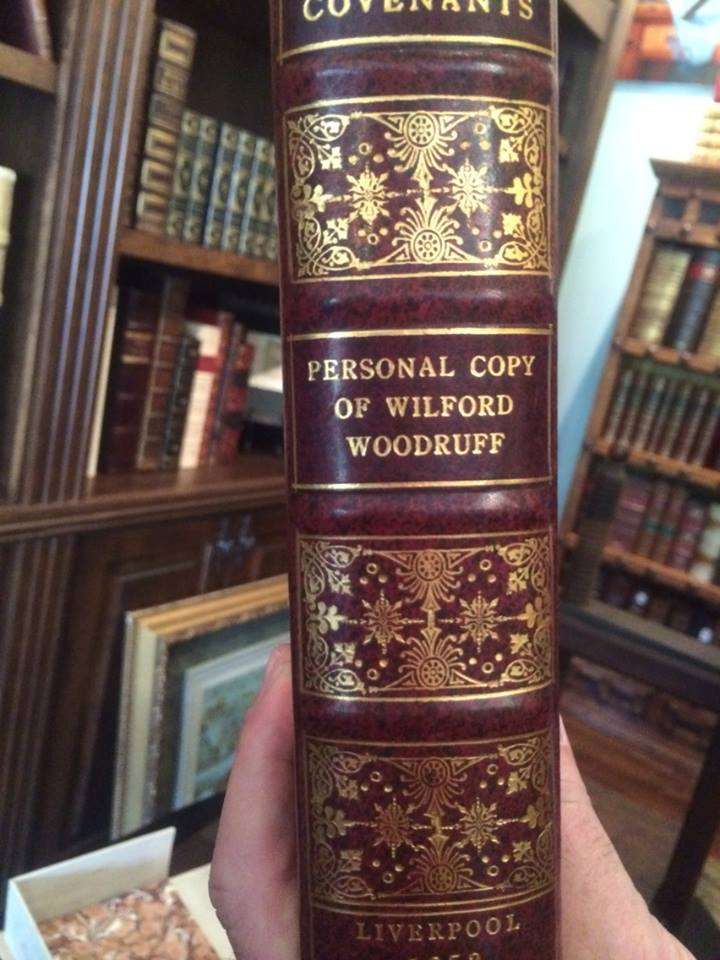 COVENANTS
PERSONAL COPY
OF WILFORD
WOODRUFF
LIVERPOOL